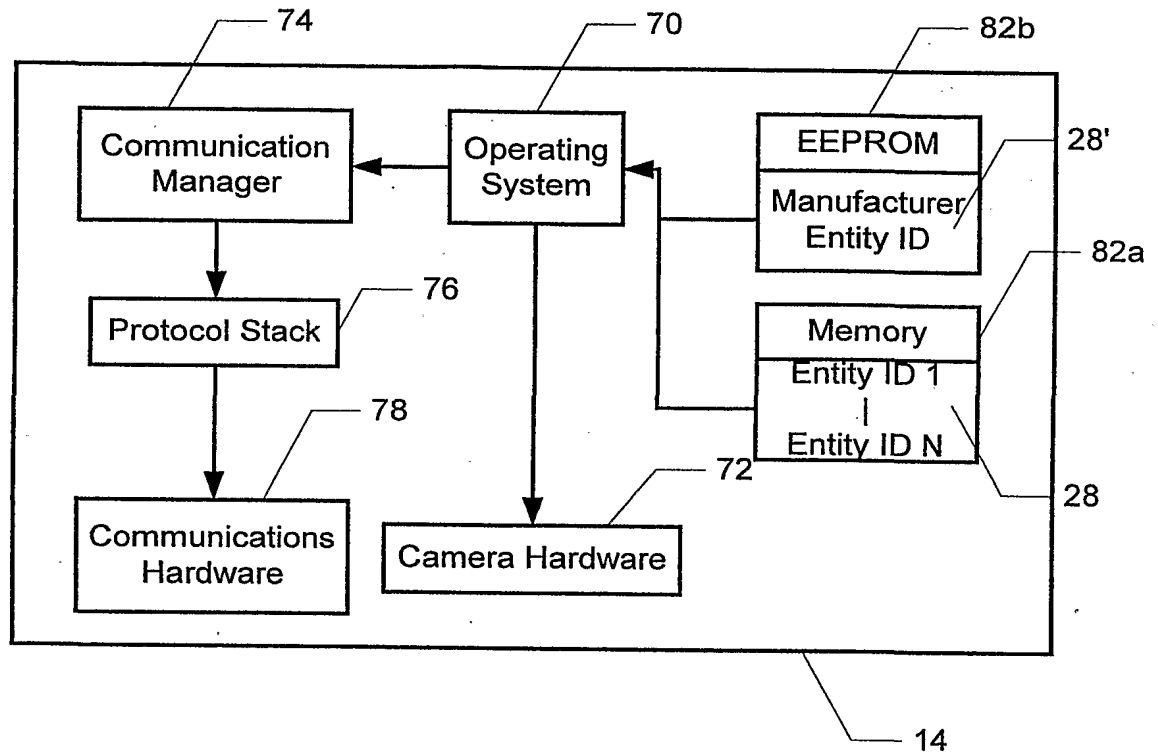 74
70
82b
Communication
Manager
Operating
System
EEPROM
Manufacturer
Entity ID
28'
82a
76
Protocol Stack
Memory
Entity ID 1
|
Entity ID N
28
78
72
Communications
Hardware
Camera Hardware
14